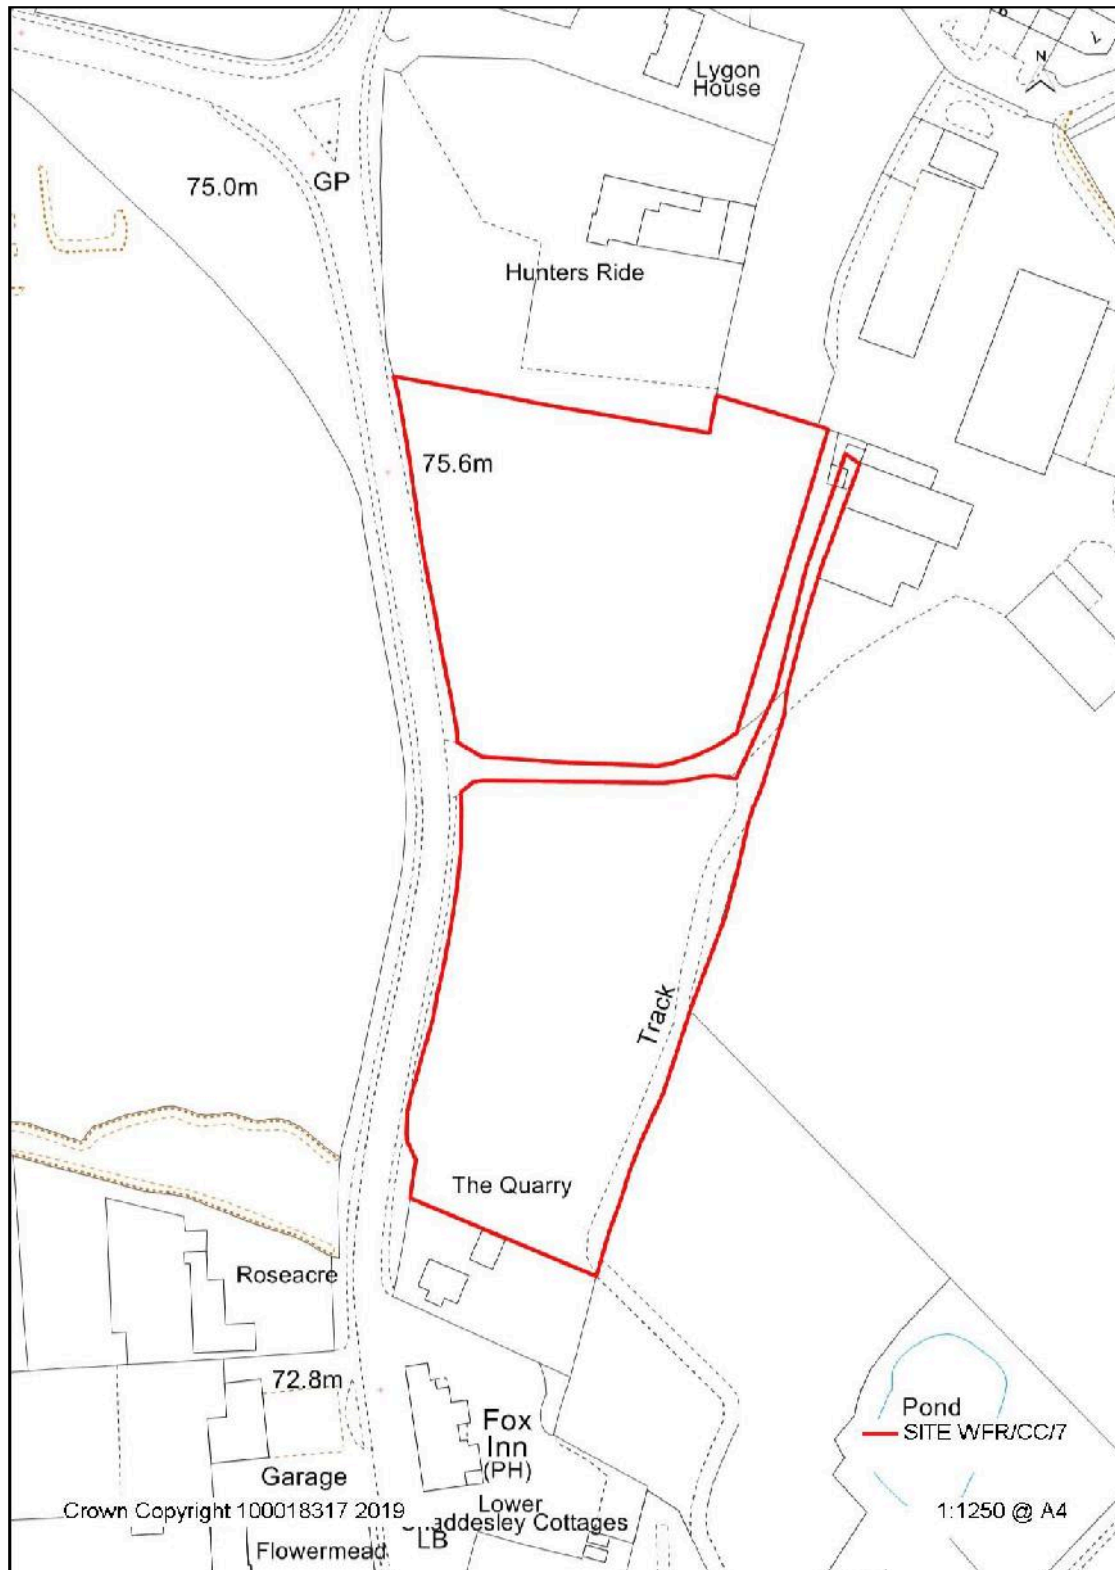 Lygon
House
N
75.0m
GP
Hunters Ride
75.6m
Track
The Quarry
Roseacre
72.8m
Fox
Inn
(PH)
Pond
SITE WFR/CC/7
Garage
Lower
Crown Copyright 100018317 2019
Cottages
1:1250 @ A4
LB
Flowermead